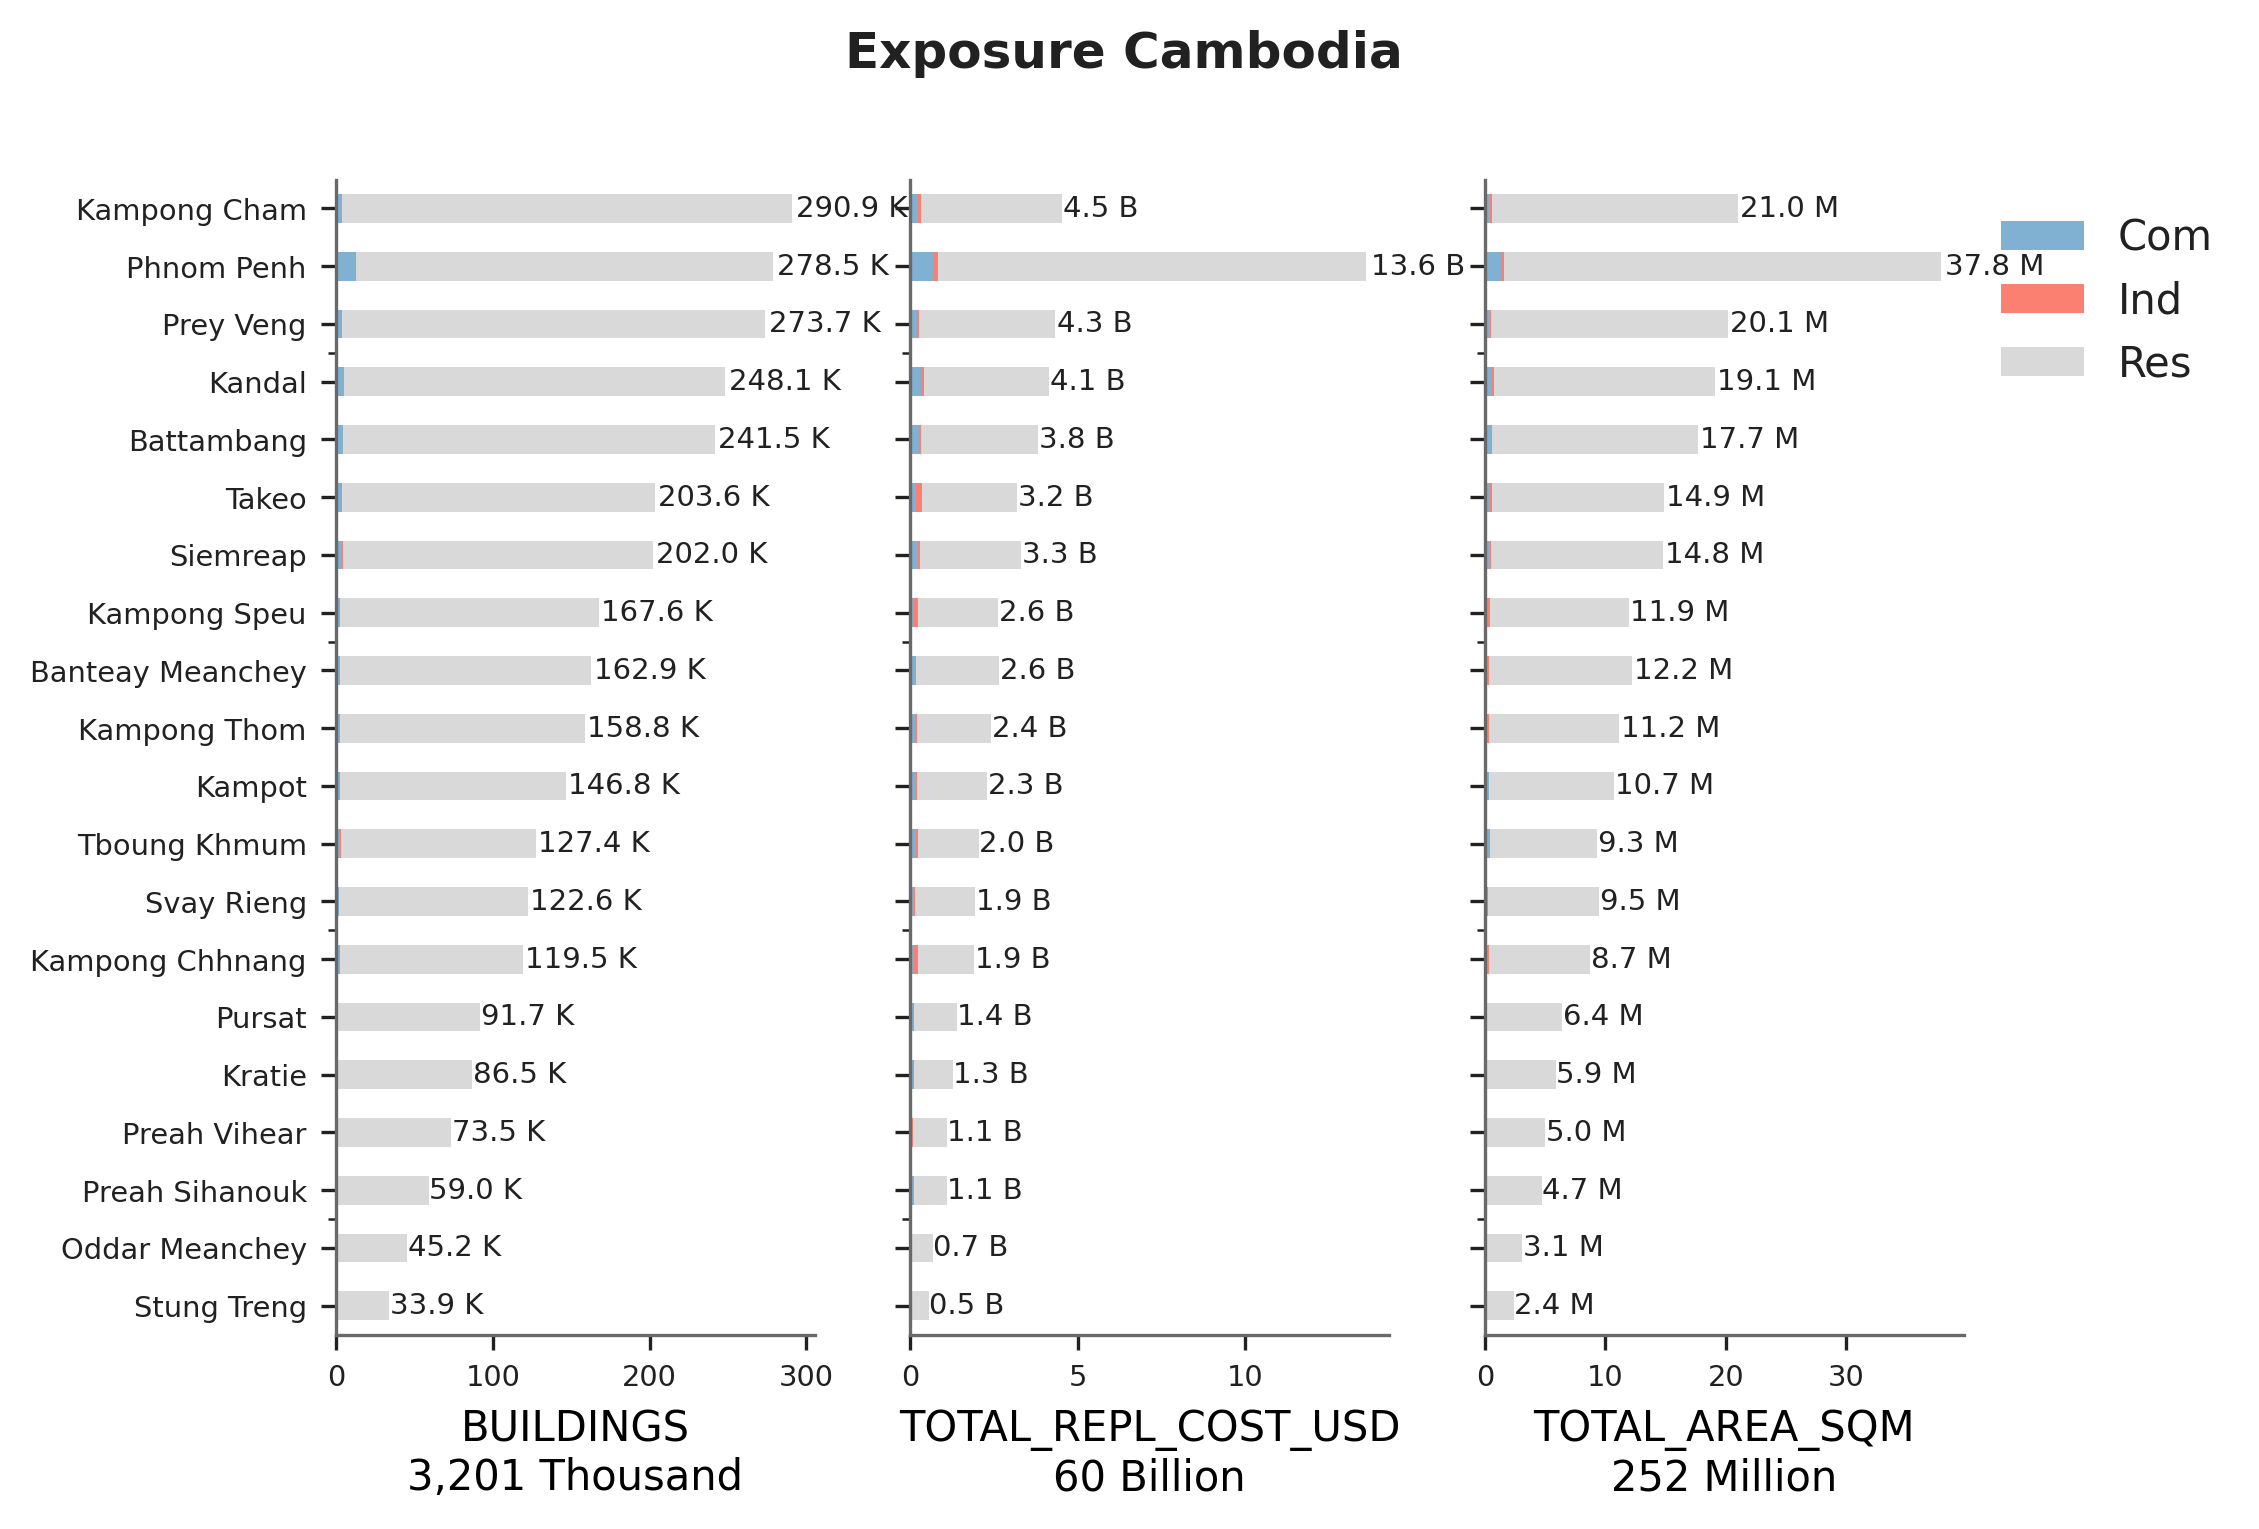 Exposure Cambodia
Kampong Cham 290.9 K 4.5 B 21.0 M
Phnom Penh 278.5 K 13.6 B 37.8 M
Prey Veng 273.7 K 4.3 B 20.1 M
Kandal 248.1 K 4.1 B 19.1 M
Battambang 241.5 K 3.8 B 17.7 M
Takeo 203.6 K 3.2 B 14.9 M
Siemreap 202.0 K 3.3 B 14.8 M
Kampong Speu 167.6 K 2.6 B 11.9 M
Banteay Meanchey 162.9 K 2.6 B 12.2 M
Kampong Thom 158.8 K 2.4 B 11.2 M
Kampot 146.8 K 2.3 B 10.7 M
Tboung Khmum 127.4 K 2.0 B 9.3 M
Svay Rieng 122.6 K 1.9 B 9.5 M
Kampong Chhnang 119.5 K 1.9 B 8.7 M
Pursat 91.7 K 1.4 B 6.4 M
Kratie 86.5 K 1.3 B 5.9 M
Preah Vihear 73.5 K 1.1 B 5.0 M
Preah Sihanouk 59.0 K 1.1 B 4.7 M
Oddar Meanchey 45.2 K 0.7 B 3.1 M
Stung Treng 33.9 K 0.5 B 2.4 M
0 100 200 300
BUILDINGS
3,201 Thousand
0 5 10
TOTAL_REPL_COST_USD
60 Billion
0 10 20 30
TOTAL_AREA_SQM
252 Million
Com
Ind
Res